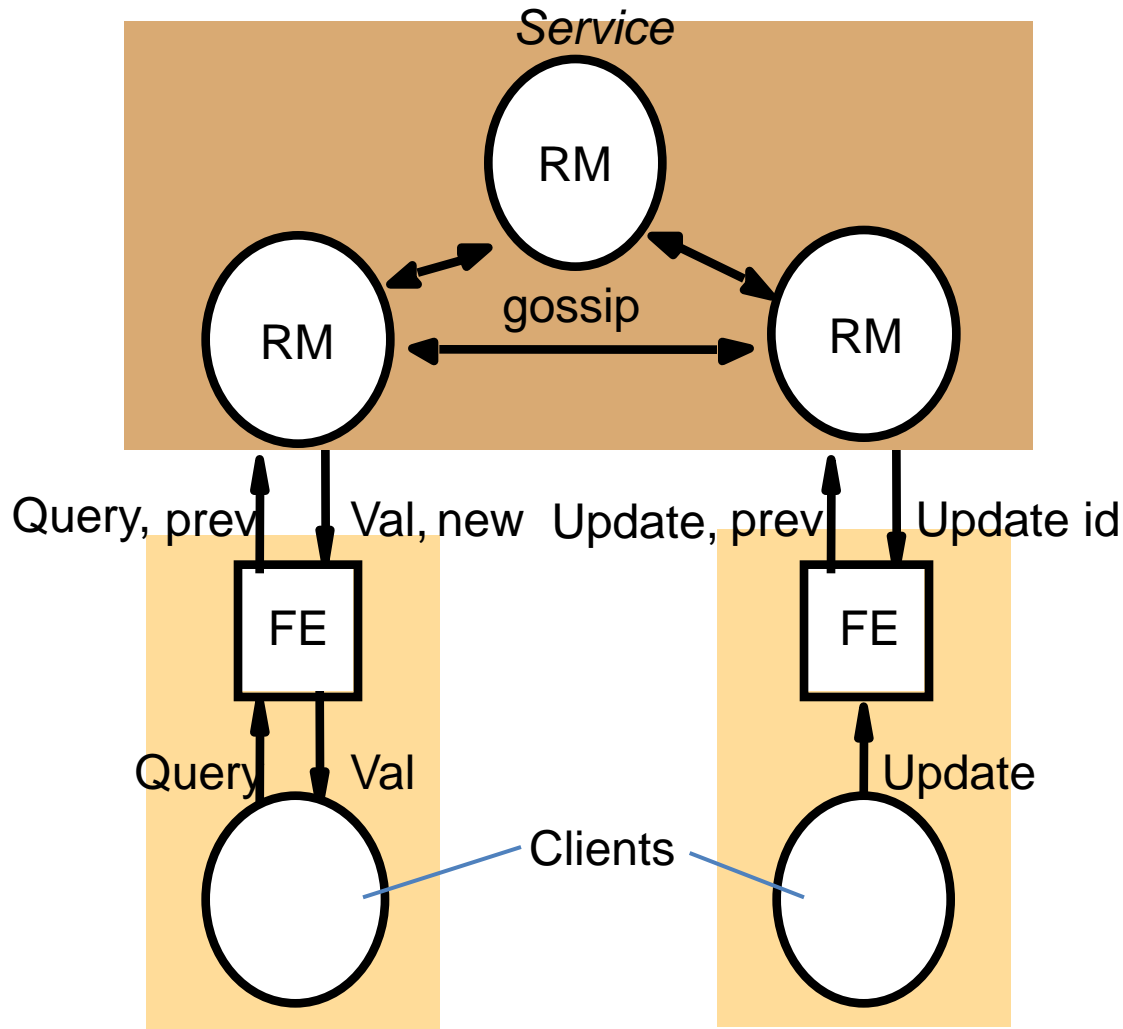 Service
RM
gossip
RM
RM
Query, prev
Val, new
Update, prev
Update id
FE
FE
Query
Val
Update
Clients